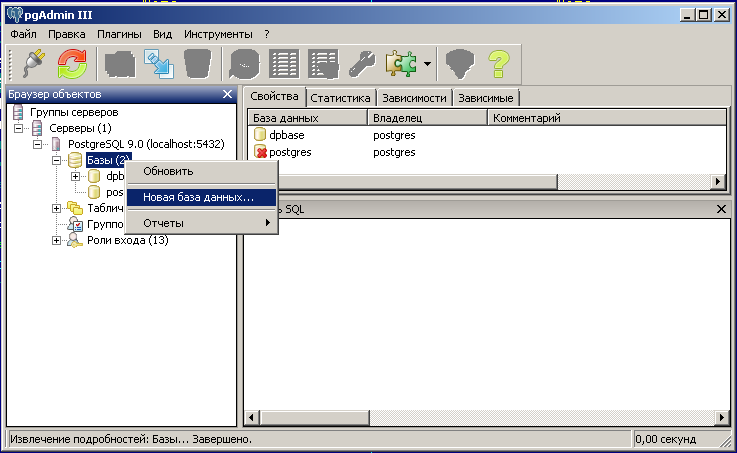 pgAdmin III
Файл Правка Плагины Вид Инструменты ?
Браузер объектов
Группы серверов
Серверы (1)
PostgreSQL 9.0 (localhost:5432)
Базы (2)
dpb
pos
Таблич
Группо
Роли входа (13)
Обновить
Новая база данных...
Отчеты
Свойства Статистика Зависимости Зависимые
База данных Владелец Комментарий
dpbase postgres
postgres postgres
SQL
Извлечение подробностей: Базы... Завершено.
0,00 секунд